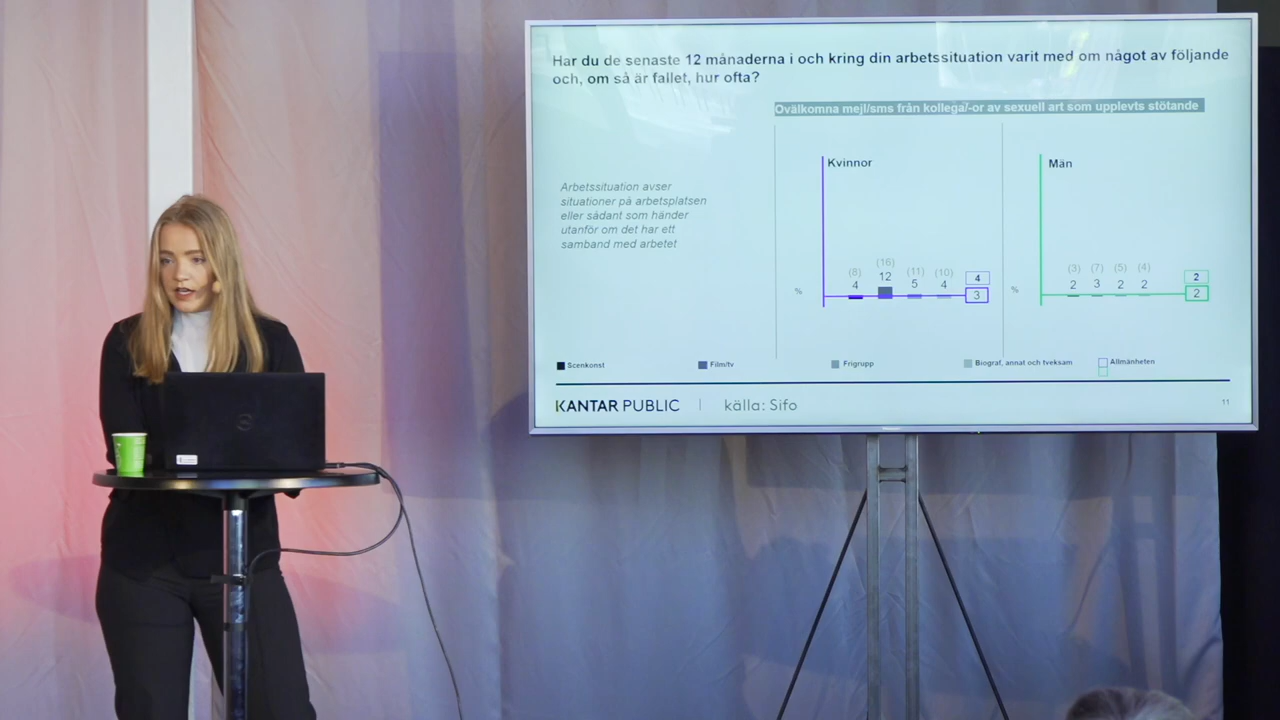 Har du de senaste 12 månaderna i och kring din arbetssituation varit med om något av följande
och, om så är fallet, hur ofta?
Ovälkomna mejl/sms från kollega/-or av sexuell art som upplevts stötande
Arbetssituation avser
situationer på arbetsplatsen
eller sådant som händer
utanför om det har ett
samband med arbetet
Kvinnor
%
(8) (16) (11) (10)
4 12 5 4 4
3
Män
%
(3) (7) (5) (4)
2 3 2 2 2
2
Scenkonst
Film/tv
Frigrupp
Biograf, annat och tveksam
Allmänheten
KANTAR PUBLIC | källa: Sifo
11